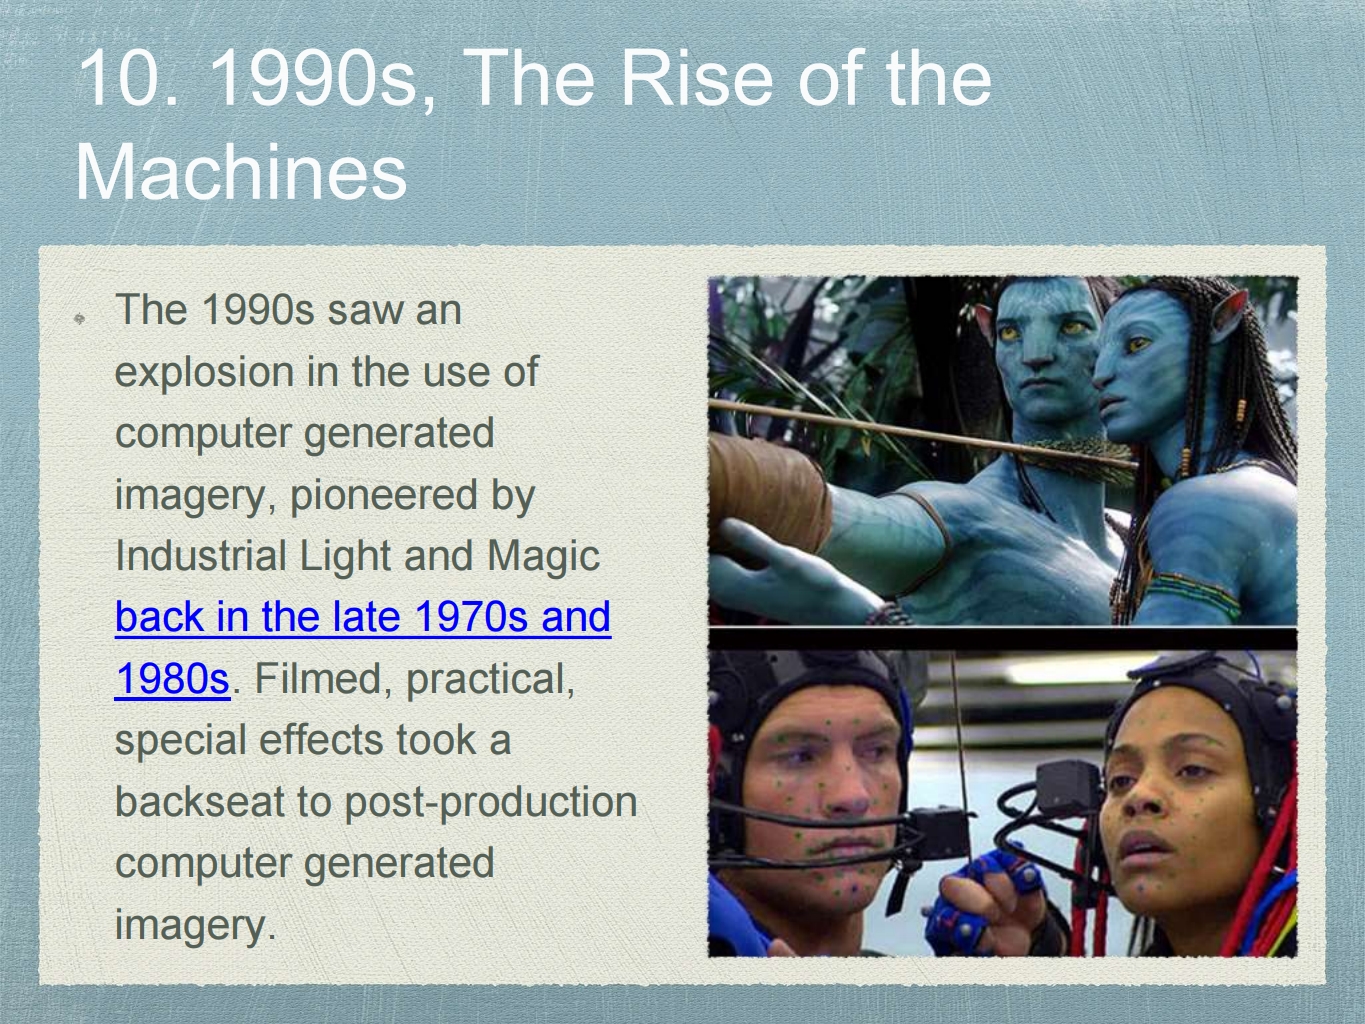 10. 1990s, The Rise of the
Machines
The 1990s saw an
explosion in the use of
computer generated
imagery, pioneered by
Industrial Light and Magic
back in the late 1970s and
1980s. Filmed, practical,
special effects took a
backseat to post-production
computer generated
imagery.